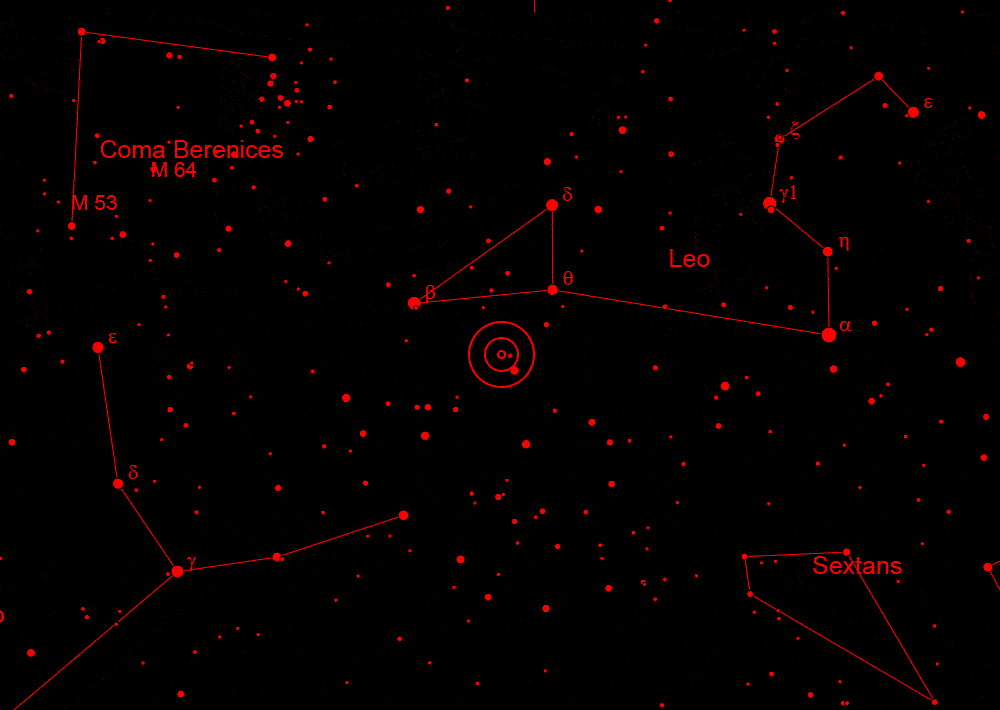 ε
ξ
Coma Berenices
M 64
δ
γ1
M 53
η
Leo
θ
β
α
ε
δ
γ
Sextans